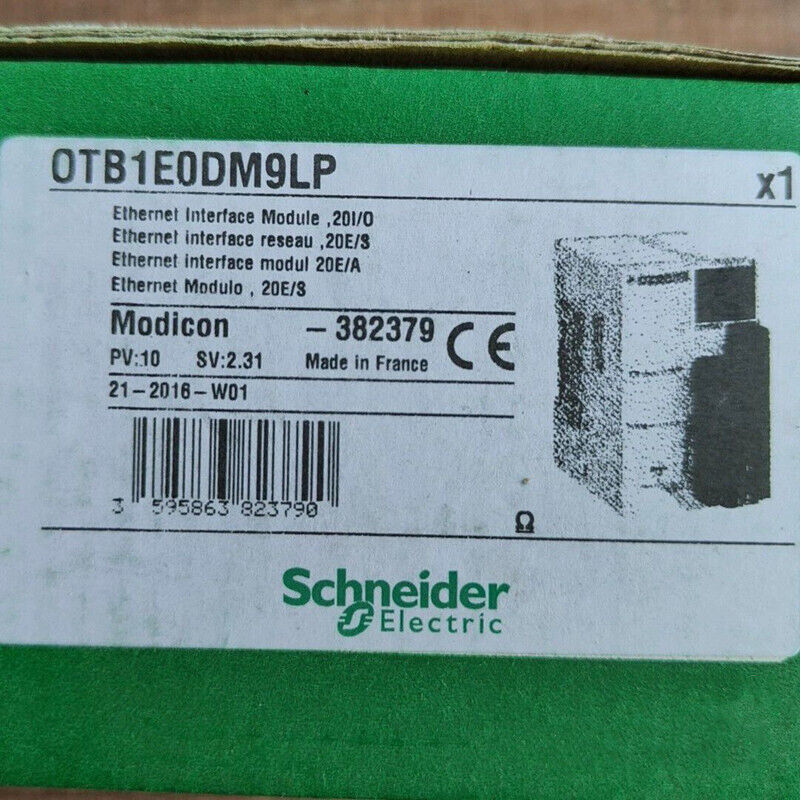 OTB1E0DM9LP x1
Ethernet Interface Module ,20I/O
Ethernet interface reseau ,20E/S
Ethernet interface modul 20E/A
Ethernet Modulo , 20E/S
Modicon -382379 CE
PV:10 SV:2.31 Made in France
21-2016-W01
3 595863 823790
Ω
Schneider
Electric